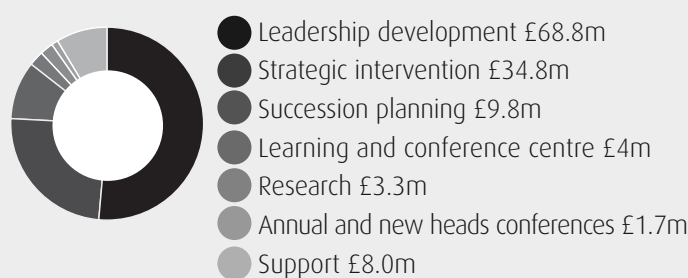 Leadership development £68.8m
Strategic intervention £34.8m
Succession planning £9.8m
Learning and conference centre £4m
Research £3.3m
Annual and new heads conferences £1.7m
Support £8.0m